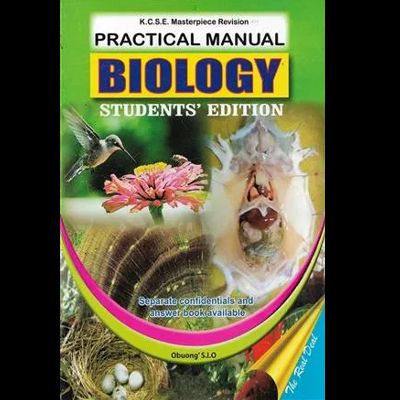 K.C.S.E. Masterpiece Revision
PRACTICAL MANUAL
BIOLOGY
STUDENTS' EDITION
Separate confidentials and
answer book available
Obuong' S.I.O
The Real Deal